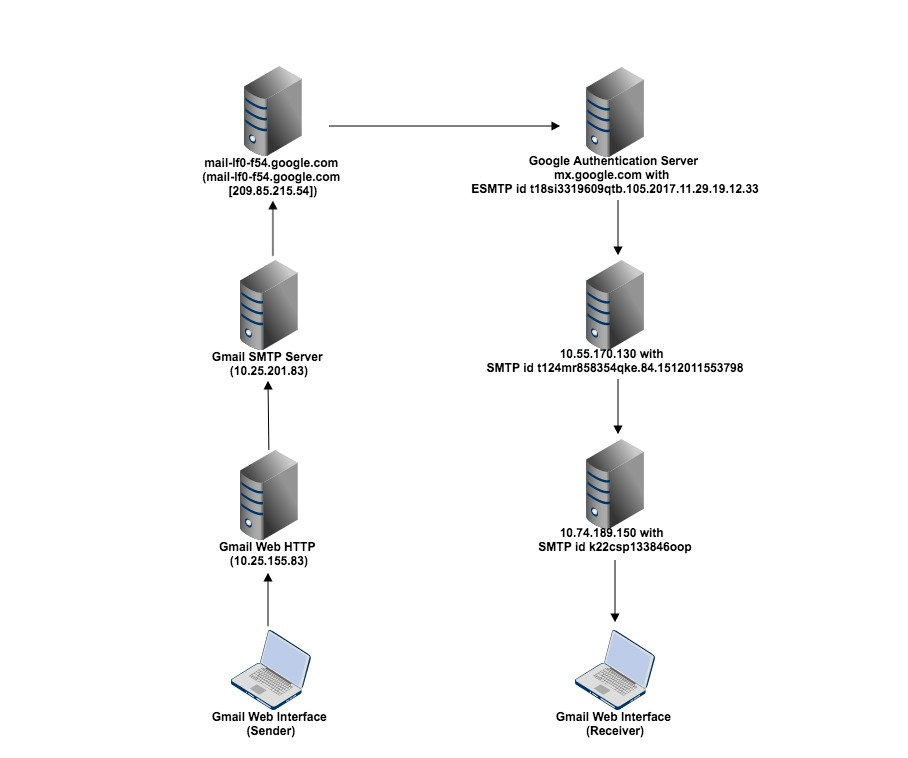 mail-lf0-f54.google.com
(mail-lf0-f54.google.com
[209.85.215.54])
Google Authentication Server
mx.google.com with
ESMTP id t18si3319609qtb.105.2017.11.29.19.12.33
Gmail SMTP Server
(10.25.201.83)
10.55.170.130 with
SMTP id t124mr858354qke.84.1512011553798
Gmail Web HTTP
(10.25.155.83)
10.74.189.150 with
SMTP id k22csp133846oop
Gmail Web Interface
(Sender)
Gmail Web Interface
(Receiver)